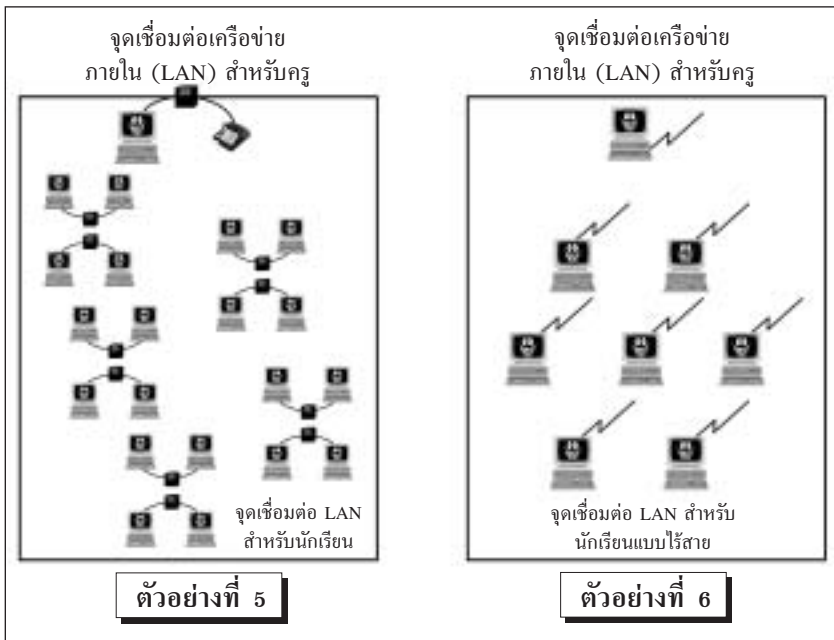 จุดเชื่อมต่อเครือข่าย
ภายใน (LAN) สำหรับครู
จุดเชื่อมต่อ LAN
สำหรับนักเรียน
ตัวอย่างที่ 5
จุดเชื่อมต่อเครือข่าย
ภายใน (LAN) สำหรับครู
จุดเชื่อมต่อ LAN สำหรับ
นักเรียนแบบไร้สาย
ตัวอย่างที่ 6